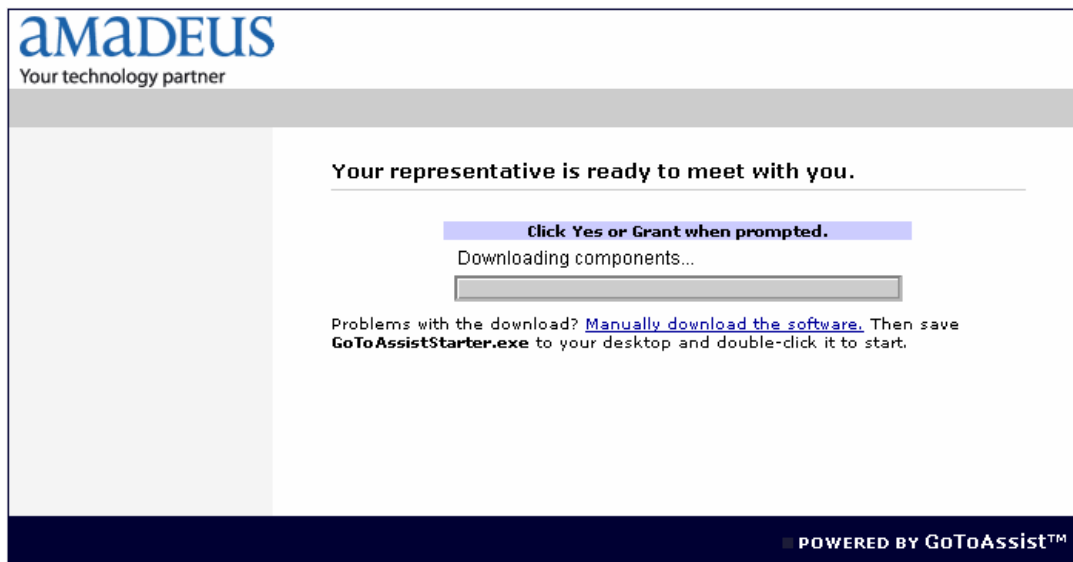 aMaDEUS
Your technology partner
Your representative is ready to meet with you.
Click Yes or Grant when prompted.
Downloading components...
Problems with the download? Manually download the software. Then save
GoToAssistStarter.exe to your desktop and double-click it to start.
POWERED BY GoToAssist™